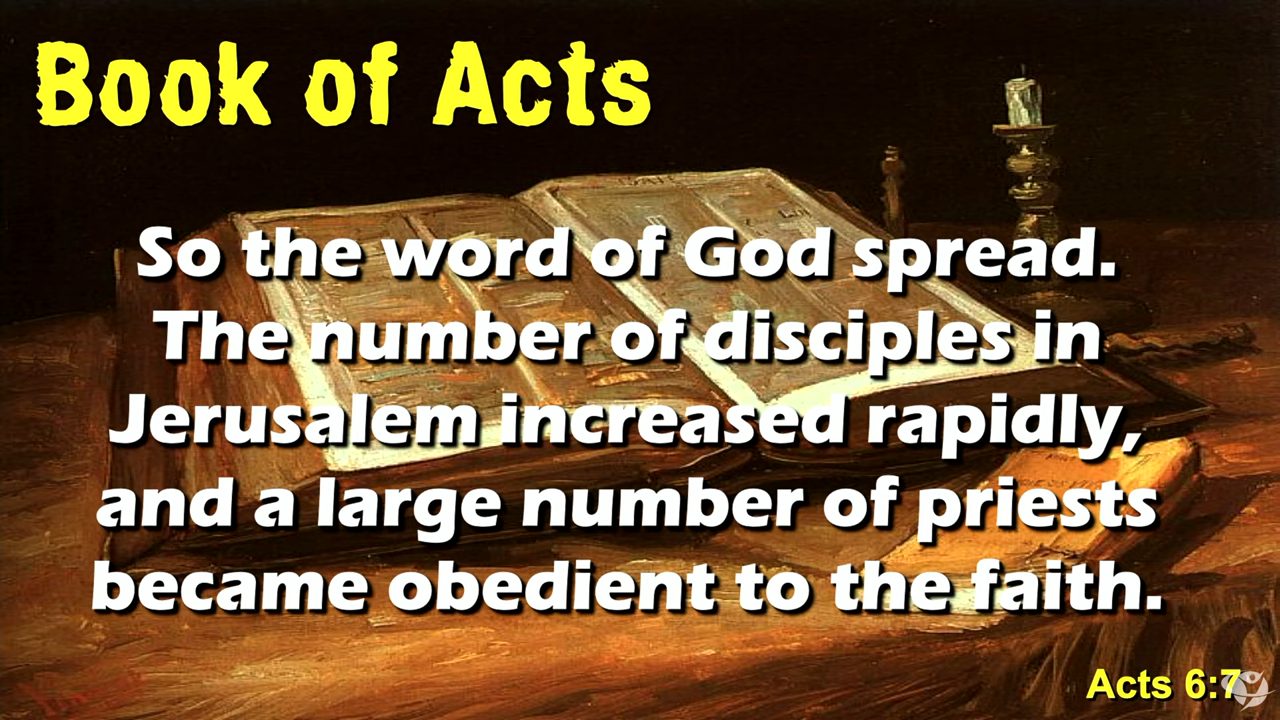 Book of Acts
So the word of God spread.
The number of disciples in
Jerusalem increased rapidly,
and a large number of priests
became obedient to the faith.
Acts 6:7